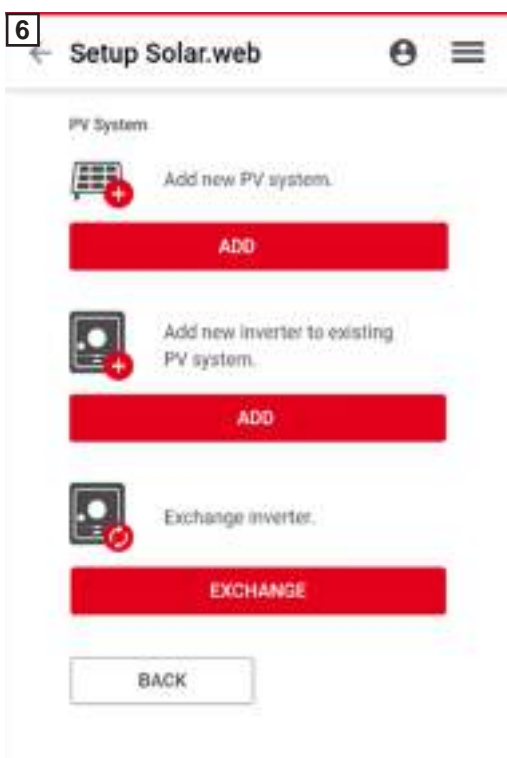 6
Setup Solar.web
PV System
Add new PV system.
ADD
Add new inverter to existing
PV system.
ADD
Exchange inverter.
EXCHANGE
BACK